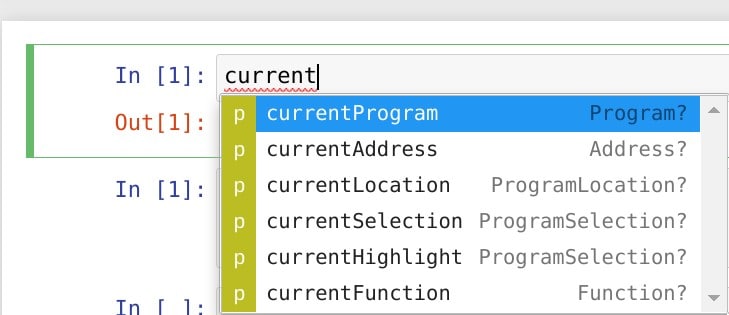 In [1]: current
p currentProgram Program?
Out[1]:
p currentAddress Address?
In [1]:
p currentLocation ProgramLocation?
p currentSelection ProgramSelection?
p currentHighlight ProgramSelection?
p currentFunction Function?
In [ ]: